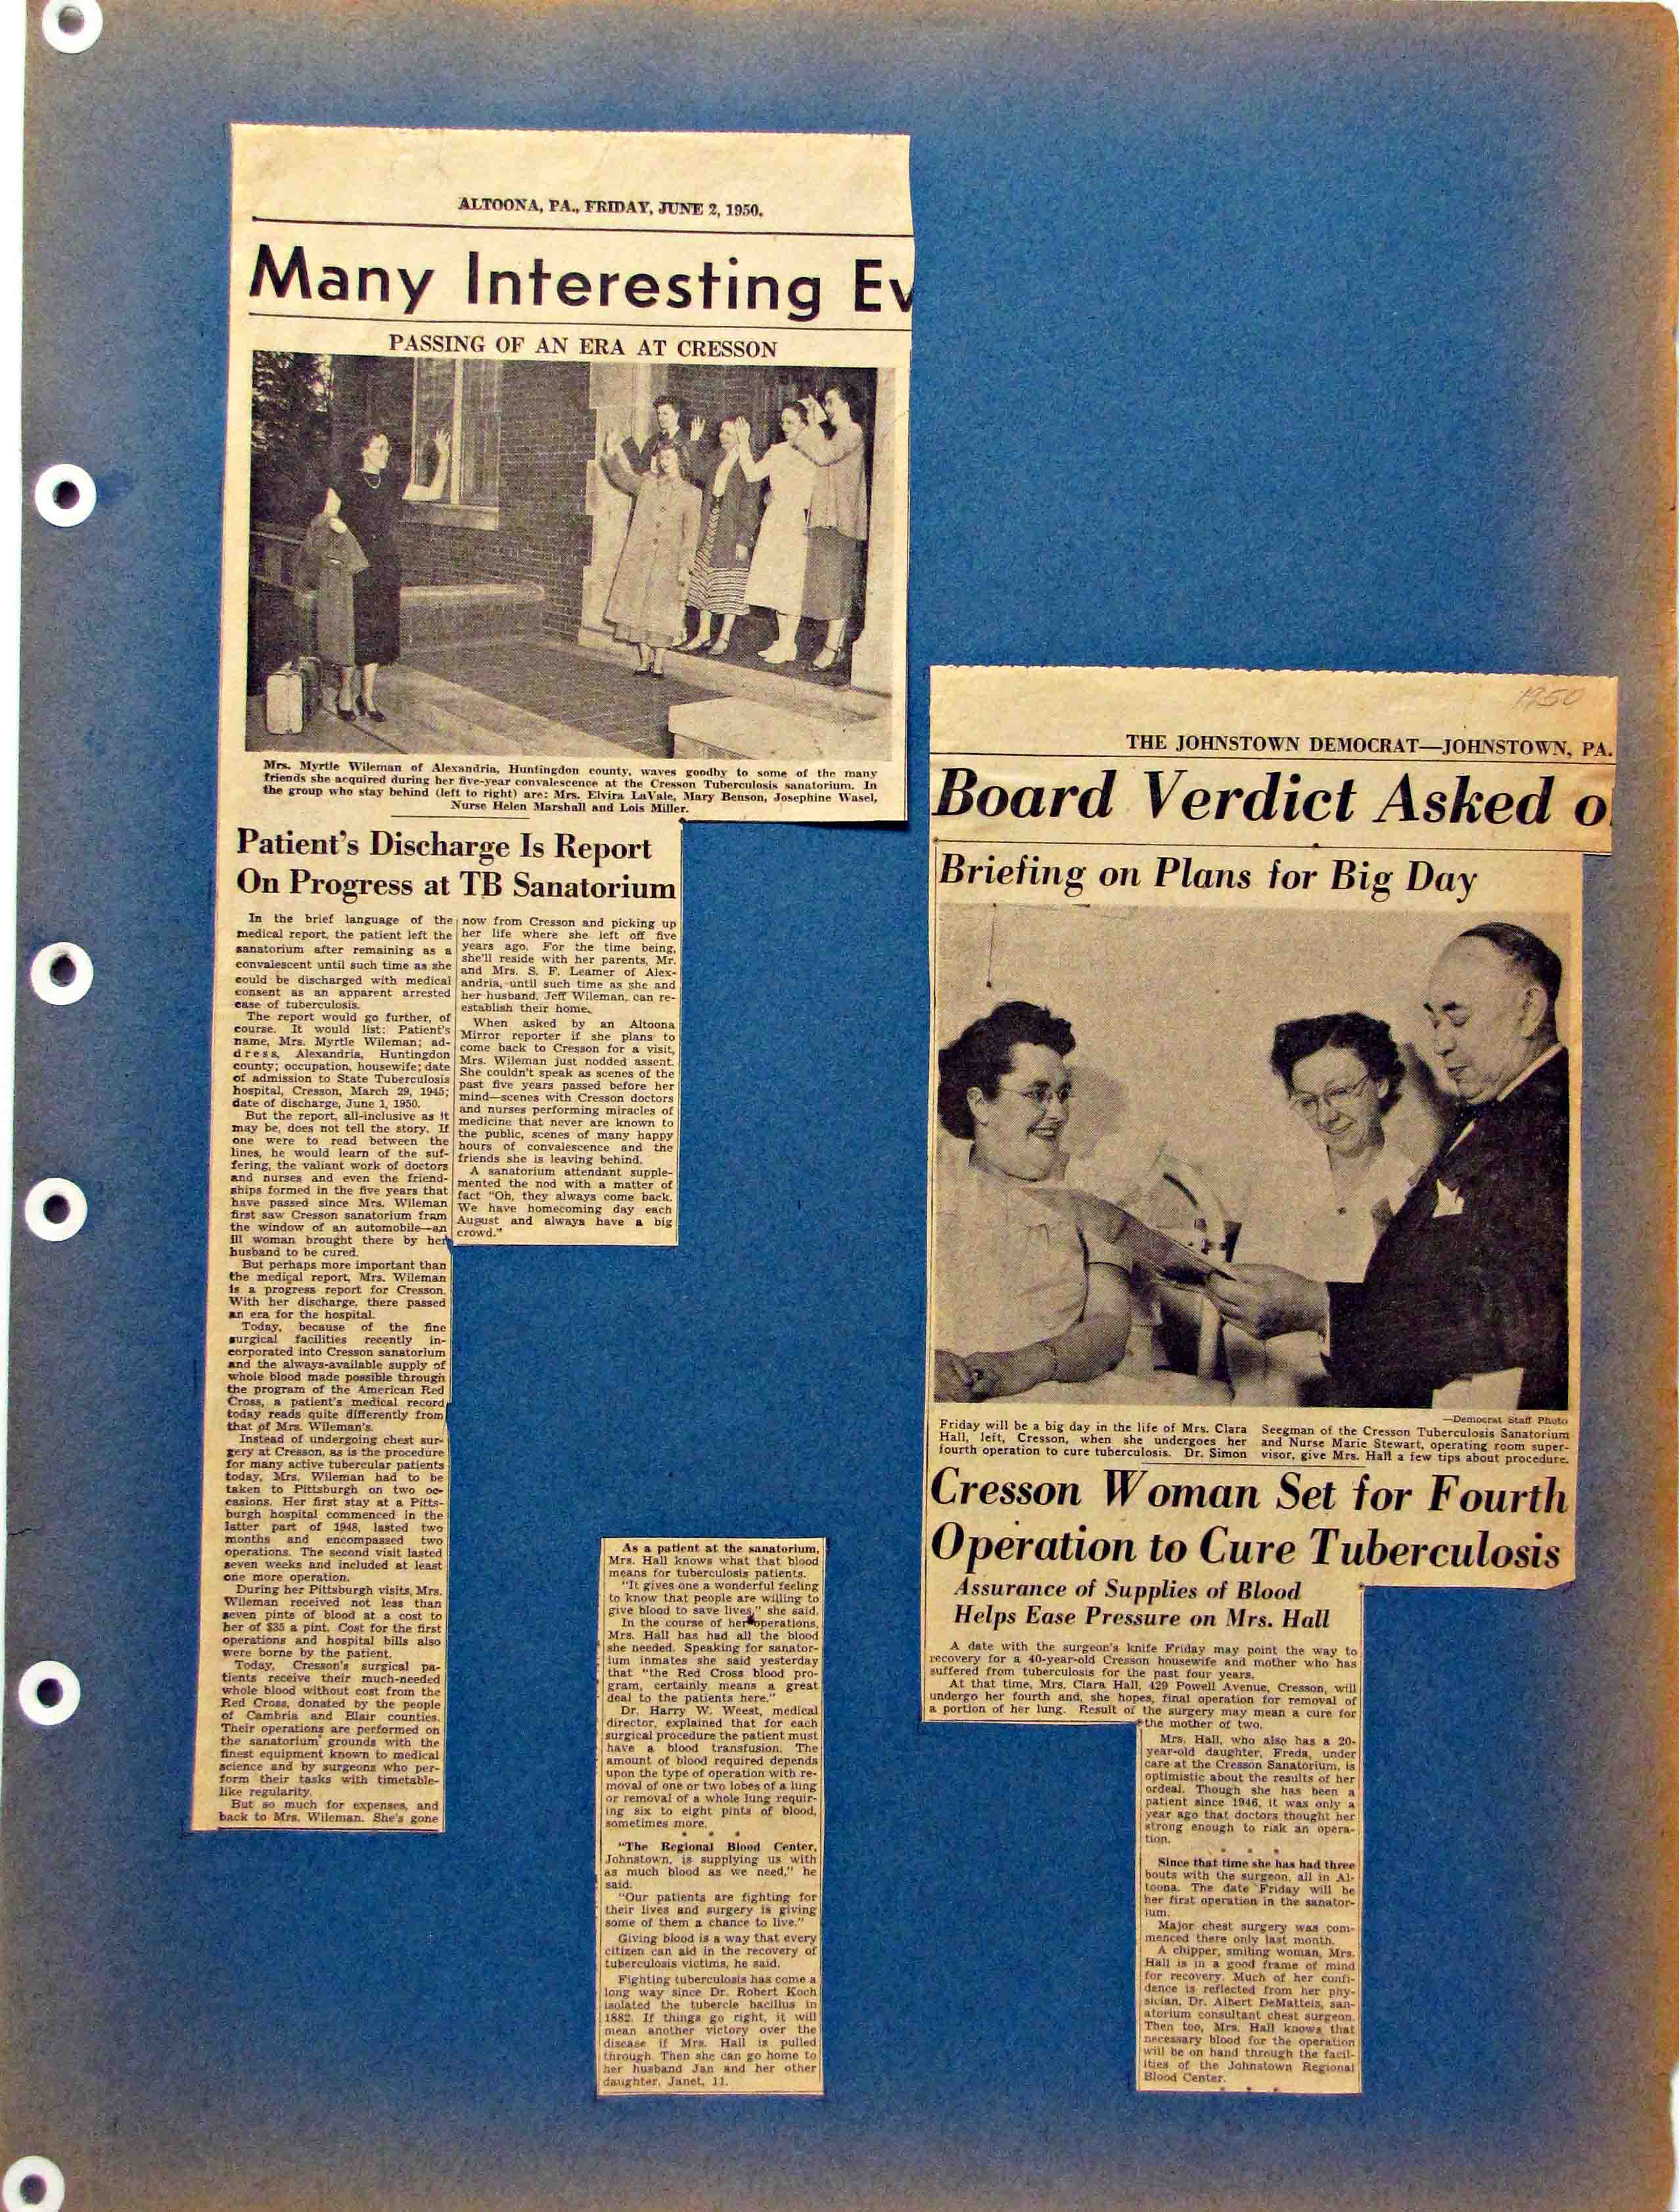 ALTOONA, PA., FRIDAY, JUNE 2, 1950.
Many Interesting Ev
PASSING OF AN ERA AT CRESSON
Mrs. Myrtle Wileman of Alexandria, Huntingdon county, waves goodby to some of the many
friends she acquired during her five-year convalescence at the Cresson Tuberculosis sanatorium. In
the group who stay behind (left to right) are: Mrs. Elvira LaVale, Mary Benson, Josephine Wasel,
Nurse Helen Marshall and Lois Miller.
Patient's Discharge Is Report
On Progress at TB Sanatorium
In the brief language of the
medical report, the patient left the
sanatorium after remaining as a
convalescent until such time as she
could be discharged with medical
consent as an apparent arrested
case of tuberculosis.
The report would go further, of
course. It would list: Patient's
name, Mrs. Myrtle Wileman; ad-
dress, Alexandria, Huntingdon
county; occupation, housewife; date
of admission to State Tuberculosis
hospital, Cresson, March 29, 1945;
date of discharge, June 1, 1950.
But the report, all-inclusive as it
may be, does not tell the story. If
one were to read between the
lines, he would learn of the suf-
fering, the valiant work of doctors
and nurses and even the friend-
ships formed in the five years that
have passed since Mrs. Wileman
first saw Cresson sanatorium from
the window of an automobile—an
ill woman brought there by her
husband to be cured.
But perhaps more important than
the medical report, Mrs. Wileman
is a progress report for Cresson.
With her discharge, there passed
an era for the hospital.
Today, because of the fine
surgical facilities recently in-
corporated into Cresson sanatorium
and the always-available supply of
whole blood made possible through
the program of the American Red
Cross, a patient's medical record
today reads quite differently from
that of Mrs. Wileman's.
Instead of undergoing chest sur-
gery at Cresson, as is the procedure
for many active tubercular patients
today, Mrs. Wileman had to be
taken to Pittsburgh on two oc-
casions. Her first stay at a Pitts-
burgh hospital commenced in the
latter part of 1948, lasted two
months and encompassed two
operations. The second visit lasted
seven weeks and included at least
one more operation.
During her Pittsburgh visits, Mrs.
Wileman received not less than
seven pints of blood at a cost to
her of $35 a pint. Cost for the first
operations and hospital bills also
were borne by the patient.
Today, Cresson's surgical pa-
tients receive their much-needed
whole blood without cost from the
Red Cross, donated by the people
of Cambria and Blair counties.
Their operations are performed on
the sanatorium grounds with the
finest equipment known to medical
science and by surgeons who per-
form their tasks with timetable-
like regularity.
But so much for expenses, and
back to Mrs. Wileman. She's gone
now from Cresson and picking up
her life where she left off five
years ago. For the time being,
she'll reside with her parents, Mr.
and Mrs. S. F. Leamer of Alex-
andria, until such time as she and
her husband, Jeff Wileman, can re-
establish their home.
When asked by an Altoona
Mirror reporter if she plans to
come back to Cresson for a visit,
Mrs. Wileman just nodded assent.
She couldn't speak as scenes of the
past five years passed before her
mind—scenes with Cresson doctors
and nurses performing miracles of
medicine that never are known to
the public, scenes of many happy
hours of convalescence and the
friends she is leaving behind.
A sanatorium attendant supple-
mented the nod with a matter of
fact "Oh, they always come back.
We have homecoming day each
August and always have a big
crowd."
1950
THE JOHNSTOWN DEMOCRAT—JOHNSTOWN, PA.
Board Verdict Asked o
Briefing on Plans for Big Day
—Democrat Staff Photo
Friday will be a big day in the life of Mrs. Clara
Hall, left, Cresson, when she undergoes her
fourth operation to cure tuberculosis. Dr. Simon
Seegman of the Cresson Tuberculosis Sanatorium
and Nurse Marie Stewart, operating room super-
visor, give Mrs. Hall a few tips about procedure.
Cresson Woman Set for Fourth
Operation to Cure Tuberculosis
Assurance of Supplies of Blood
Helps Ease Pressure on Mrs. Hall
A date with the surgeon's knife Friday may point the way to
recovery for a 40-year-old Cresson housewife and mother who has
suffered from tuberculosis for the past four years.
At that time, Mrs. Clara Hall, 429 Powell Avenue, Cresson, will
undergo her fourth and, she hopes, final operation for removal of
a portion of her lung. Result of the surgery may mean a cure for
the mother of two.
Mrs. Hall, who also has a 20-
year-old daughter, Freda, under
care at the Cresson Sanatorium, is
optimistic about the results of her
ordeal. Though she has been a
patient since 1946, it was only a
year ago that doctors thought her
strong enough to risk an opera-
tion.
* * *
Since that time she has had three
bouts with the surgeon, all in Al-
toona. The date Friday will be
her first operation in the sanator-
ium.
Major chest surgery was com-
menced there only last month.
A chipper, smiling woman, Mrs.
Hall is in a good frame of mind
for recovery. Much of her confi-
dence is reflected from her phy-
sician, Dr. Albert DeMatteis, san-
atorium consultant chest surgeon.
Then too, Mrs. Hall knows that
necessary blood for the operation
will be on hand through the facil-
ities of the Johnstown Regional
Blood Center.
* * *
As a patient at the sanatorium,
Mrs. Hall knows what that blood
means for tuberculosis patients.
"It gives one a wonderful feeling
to know that people are willing to
give blood to save lives," she said.
In the course of her operations,
Mrs. Hall has had all the blood
she needed. Speaking for sanator-
ium inmates she said yesterday
that "the Red Cross blood pro-
gram, certainly means a great
deal to the patients here."
Dr. Harry W. Weest, medical
director, explained that for each
surgical procedure the patient must
have a blood transfusion. The
amount of blood required depends
upon the type of operation with re-
moval of one or two lobes of a lung
or removal of a whole lung requir-
ing six to eight pints of blood,
sometimes more.
* * *
"The Regional Blood Center,
Johnstown, is supplying us with
as much blood as we need," he
said.
"Our patients are fighting for
their lives and surgery is giving
some of them a chance to live."
Giving blood is a way that every
citizen can aid in the recovery of
tuberculosis victims, he said.
Fighting tuberculosis has come a
long way since Dr. Robert Koch
isolated the tubercle bacillus in
1882. If things go right, it will
mean another victory over the
disease if Mrs. Hall is pulled
through. Then she can go home to
her husband Jan and her other
daughter, Janet, 11.